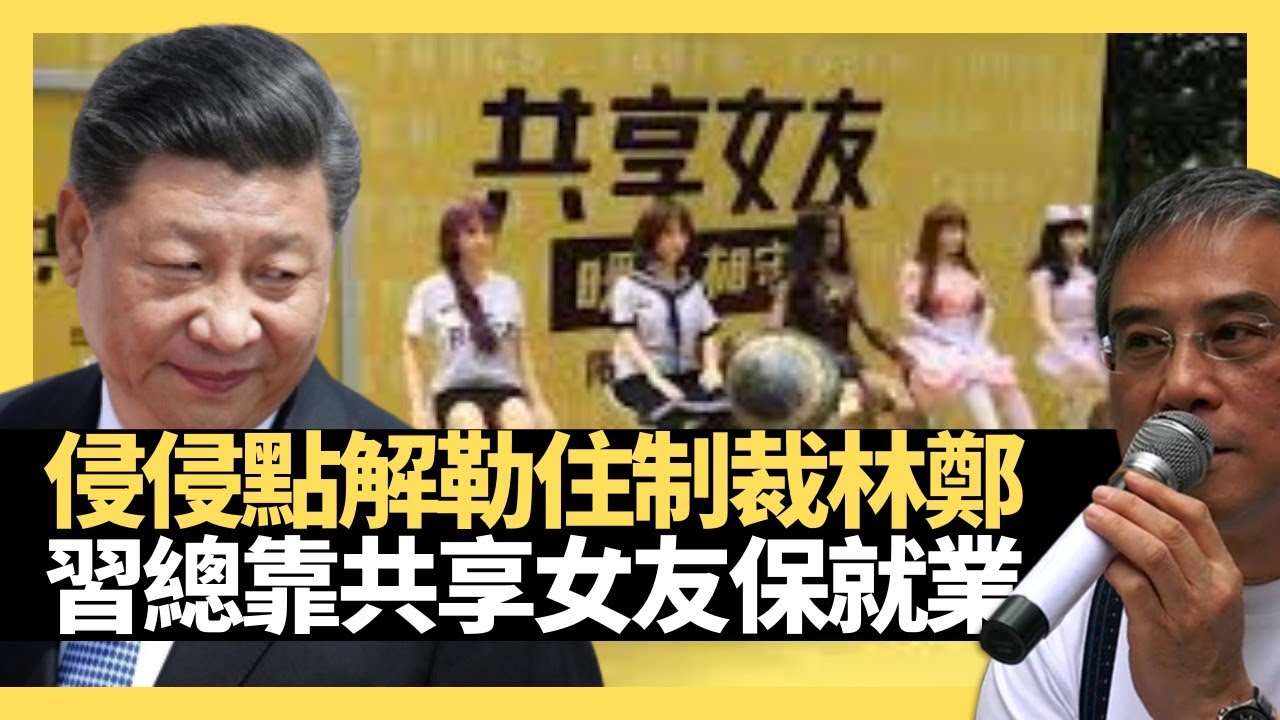 共享女友
侵侵點解勒住制裁林鄭
習總靠共享女友保就業